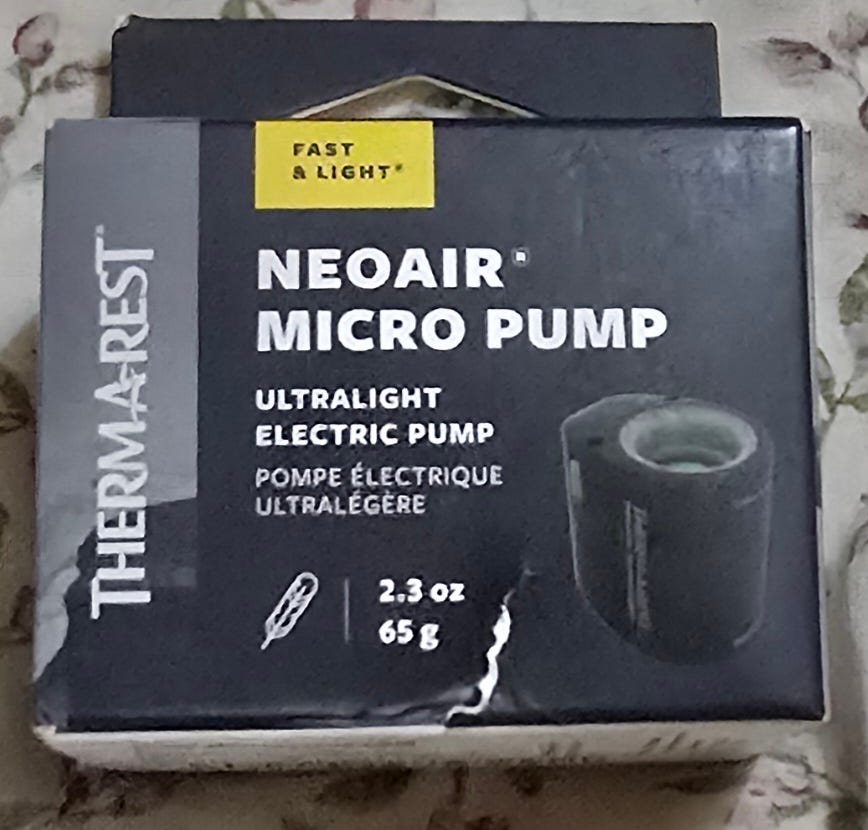 FAST
& LIGHT®
THERMAREST
NEOAIR®
MICRO PUMP
ULTRALIGHT
ELECTRIC PUMP
POMPE ÉLECTRIQUE
ULTRALÉGÈRE
2.3 oz
65 g